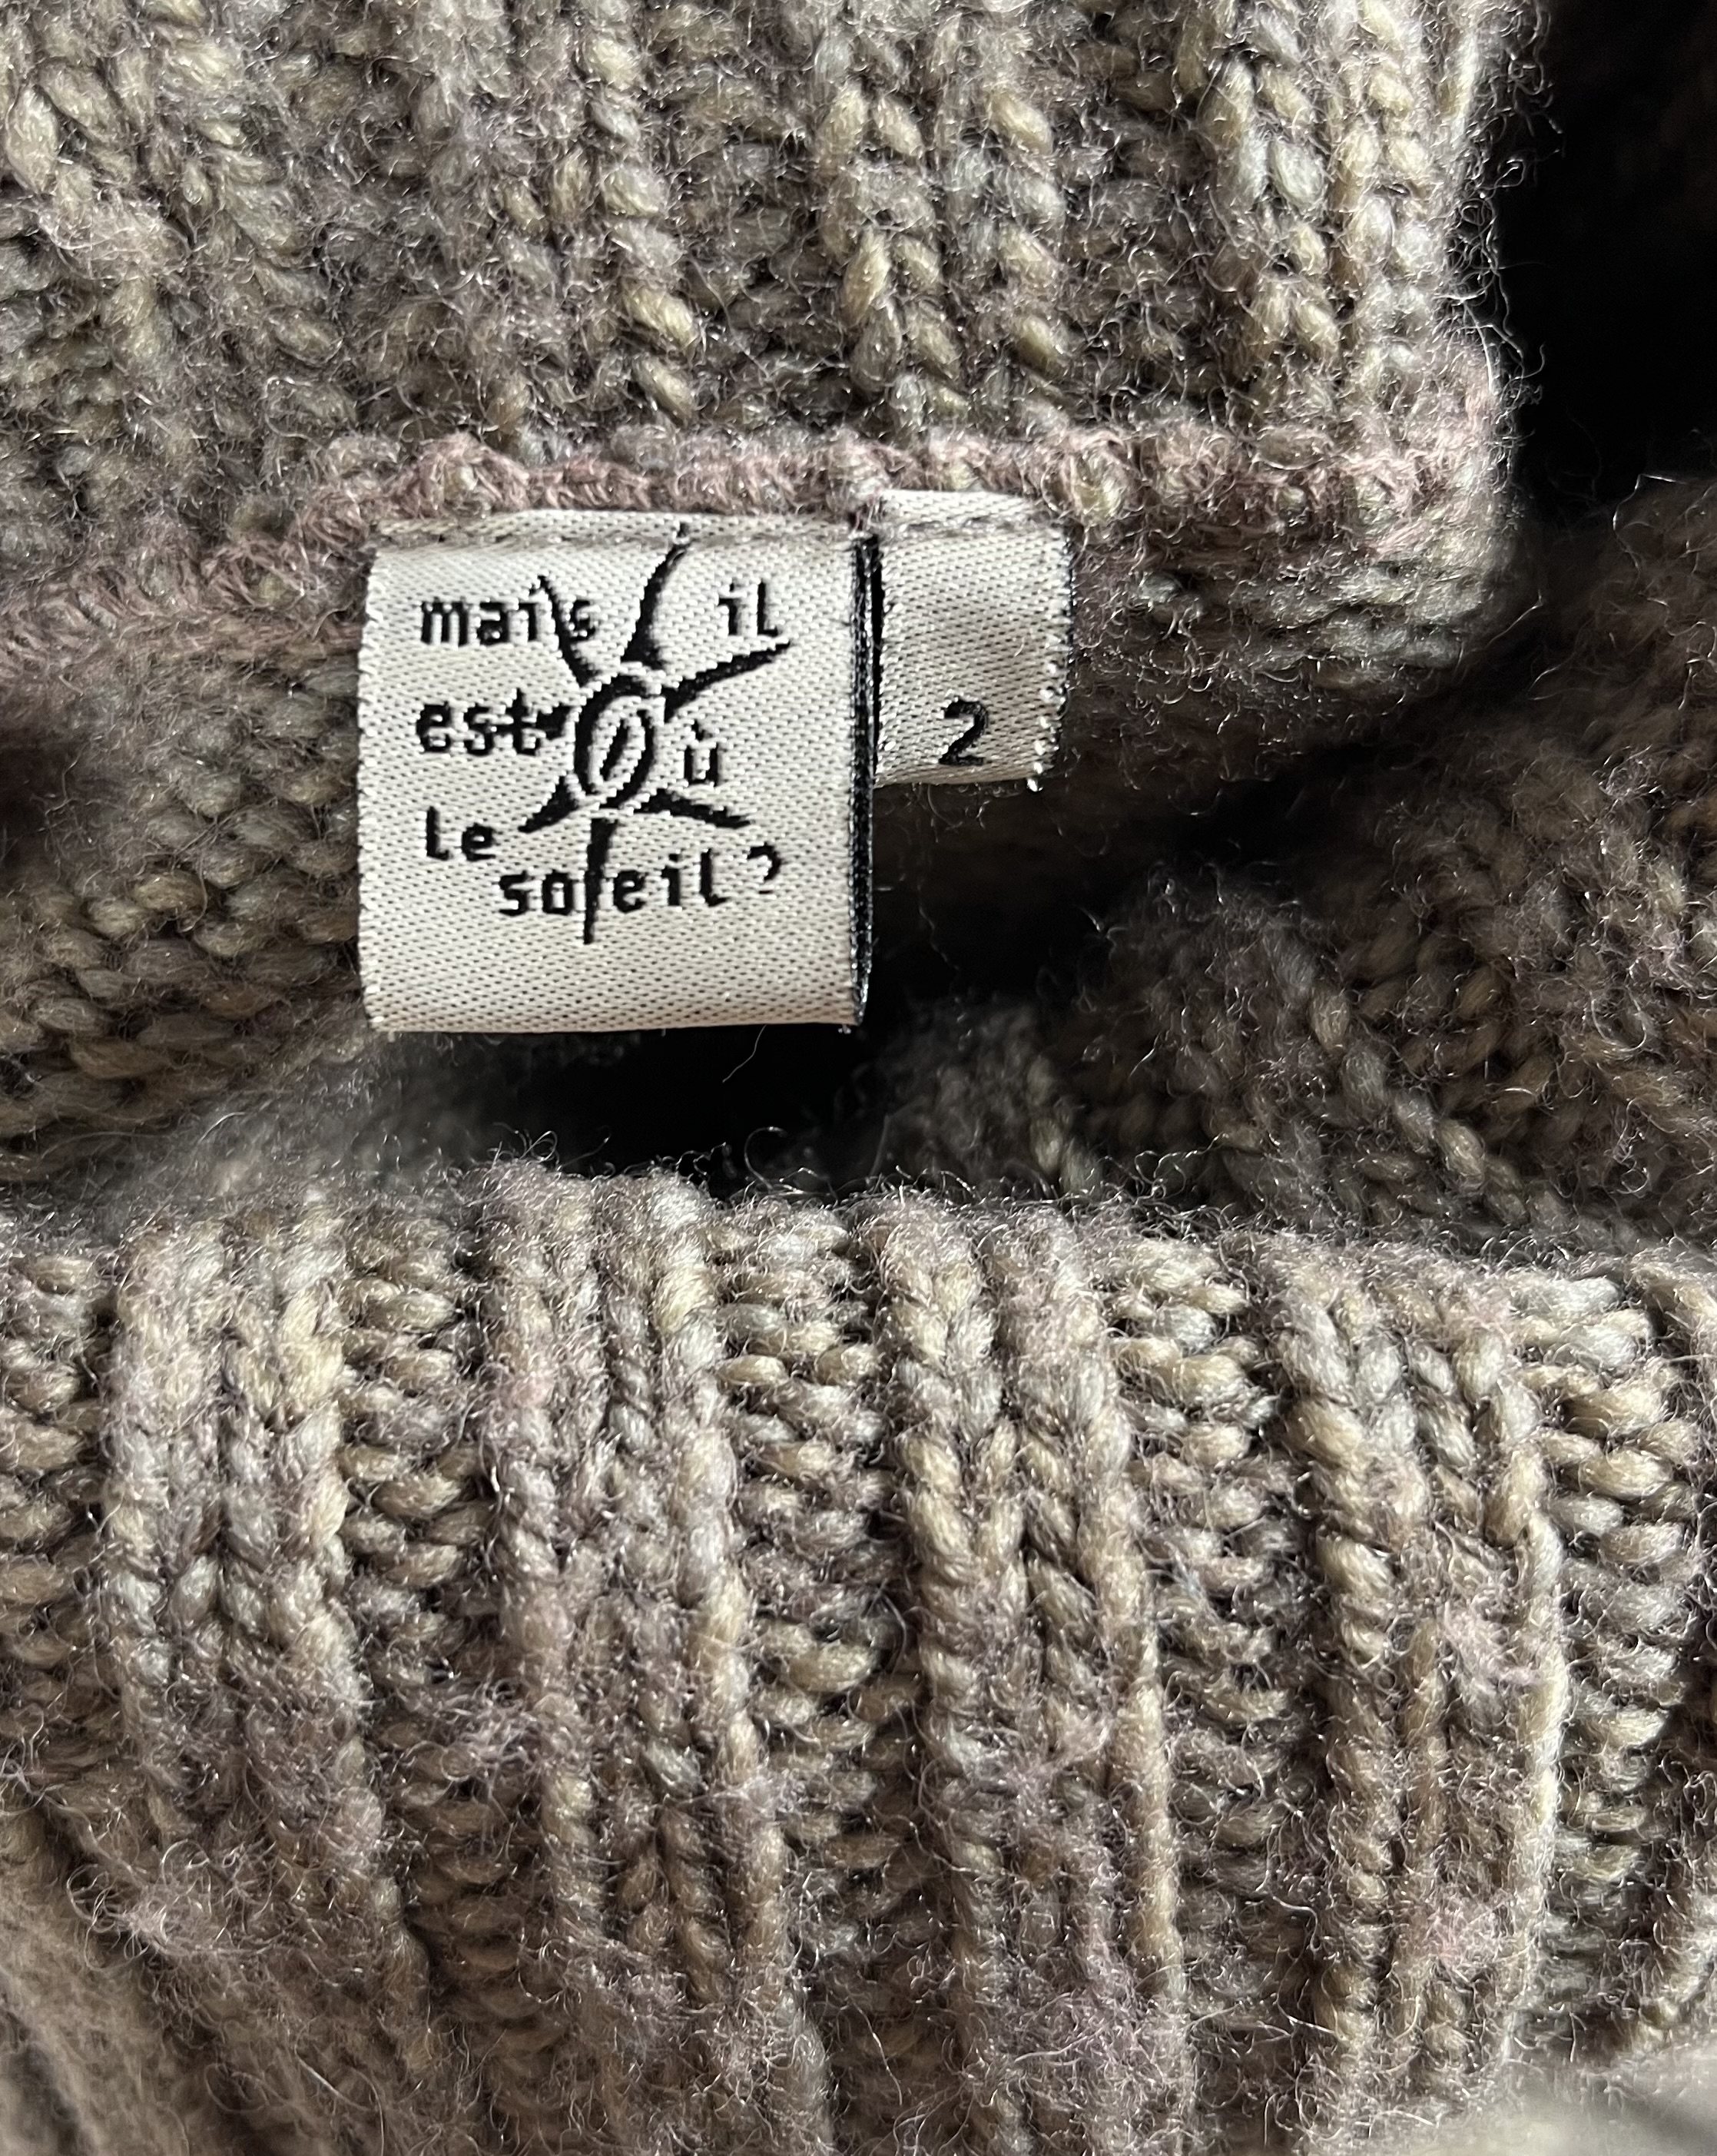 mais il
est où
le
soleil ?
2